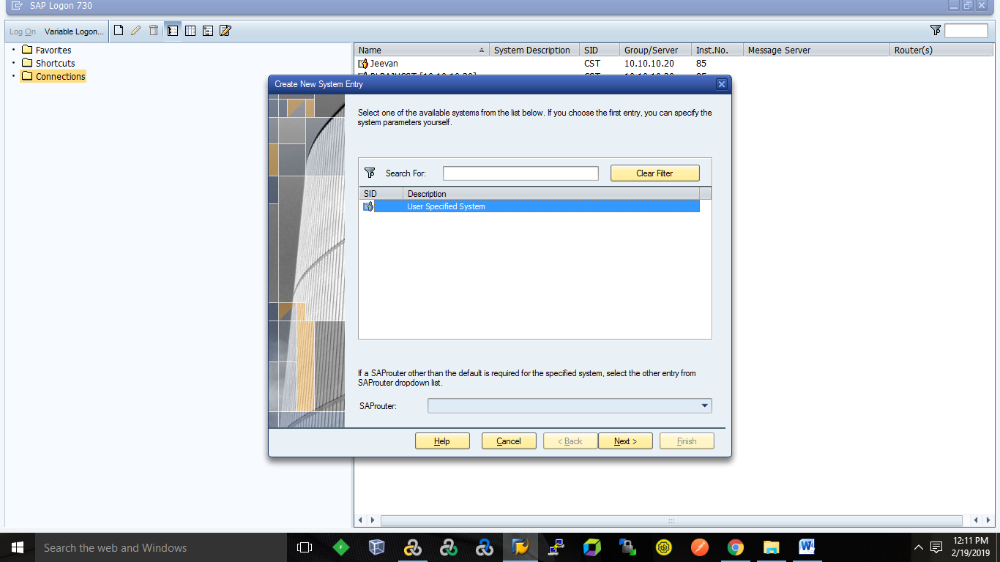 SAP Logon 730
Log On Variable Logon...
Favorites
Shortcuts
Connections
Name System Description SID Group/Server Inst.No. Message Server Router(s)
Jeevan CST 10.10.10.20 85
Create New System Entry
Select one of the available systems from the list below. If you choose the first entry, you can specify the
system parameters yourself.
Search For: Clear Filter
SID Description
User Specified System
If a SAProuter other than the default is required for the specified system, select the other entry from
SAProuter dropdown list.
SAProuter:
Help Cancel < Back Next > Finish
Search the web and Windows
12:11 PM
2/19/2019